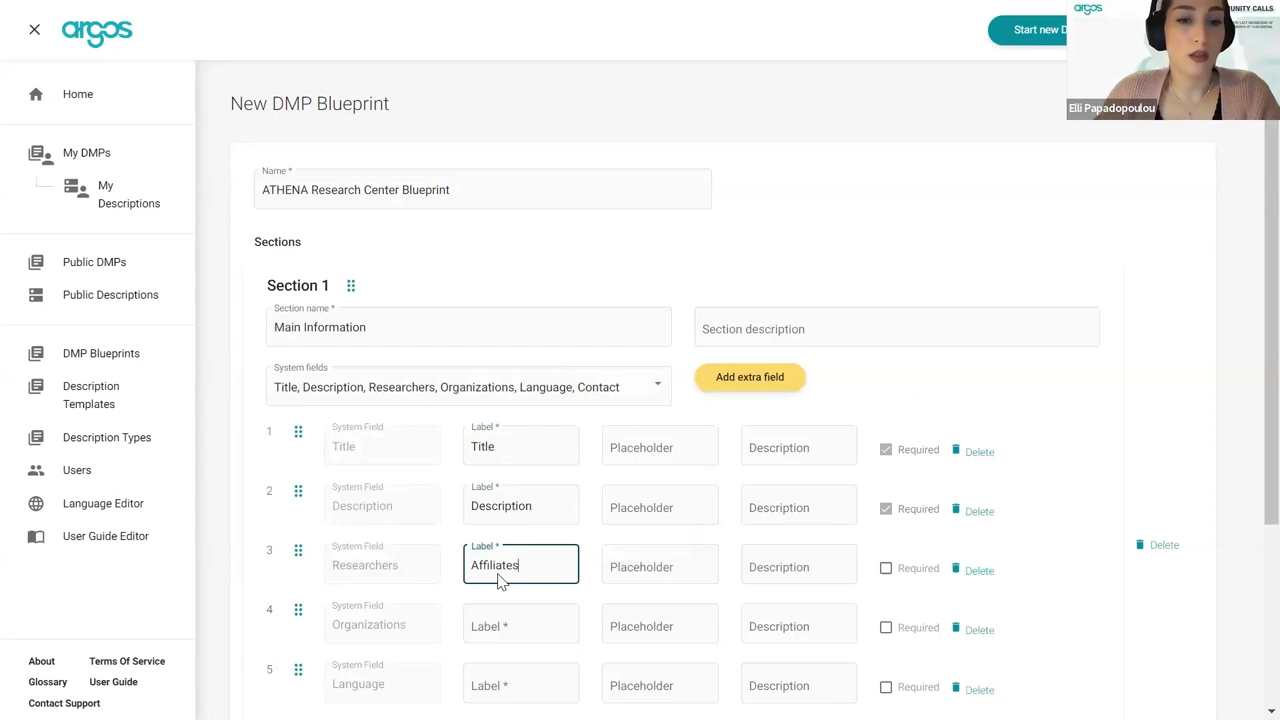 argos
Start new D
argos
UNITY CALLS
Elli Papadopoulou
Home
My DMPs
My
Descriptions
Public DMPs
Public Descriptions
DMP Blueprints
Description
Templates
Description Types
Users
Language Editor
User Guide Editor
About
Terms Of Service
Glossary
User Guide
Contact Support
New DMP Blueprint
Name *
ATHENA Research Center Blueprint
Sections
Section 1
Section name *
Main Information
Section description
System fields
Title, Description, Researchers, Organizations, Language, Contact
Add extra field
1
System Field
Title
Label *
Title
Placeholder
Description
Required
Delete
2
System Field
Description
Label *
Description
Placeholder
Description
Required
Delete
3
System Field
Researchers
Label *
Affiliates
Placeholder
Description
Required
Delete
Delete
4
System Field
Organizations
Label *
Placeholder
Description
Required
Delete
5
System Field
Language
Label *
Placeholder
Description
Required
Delete